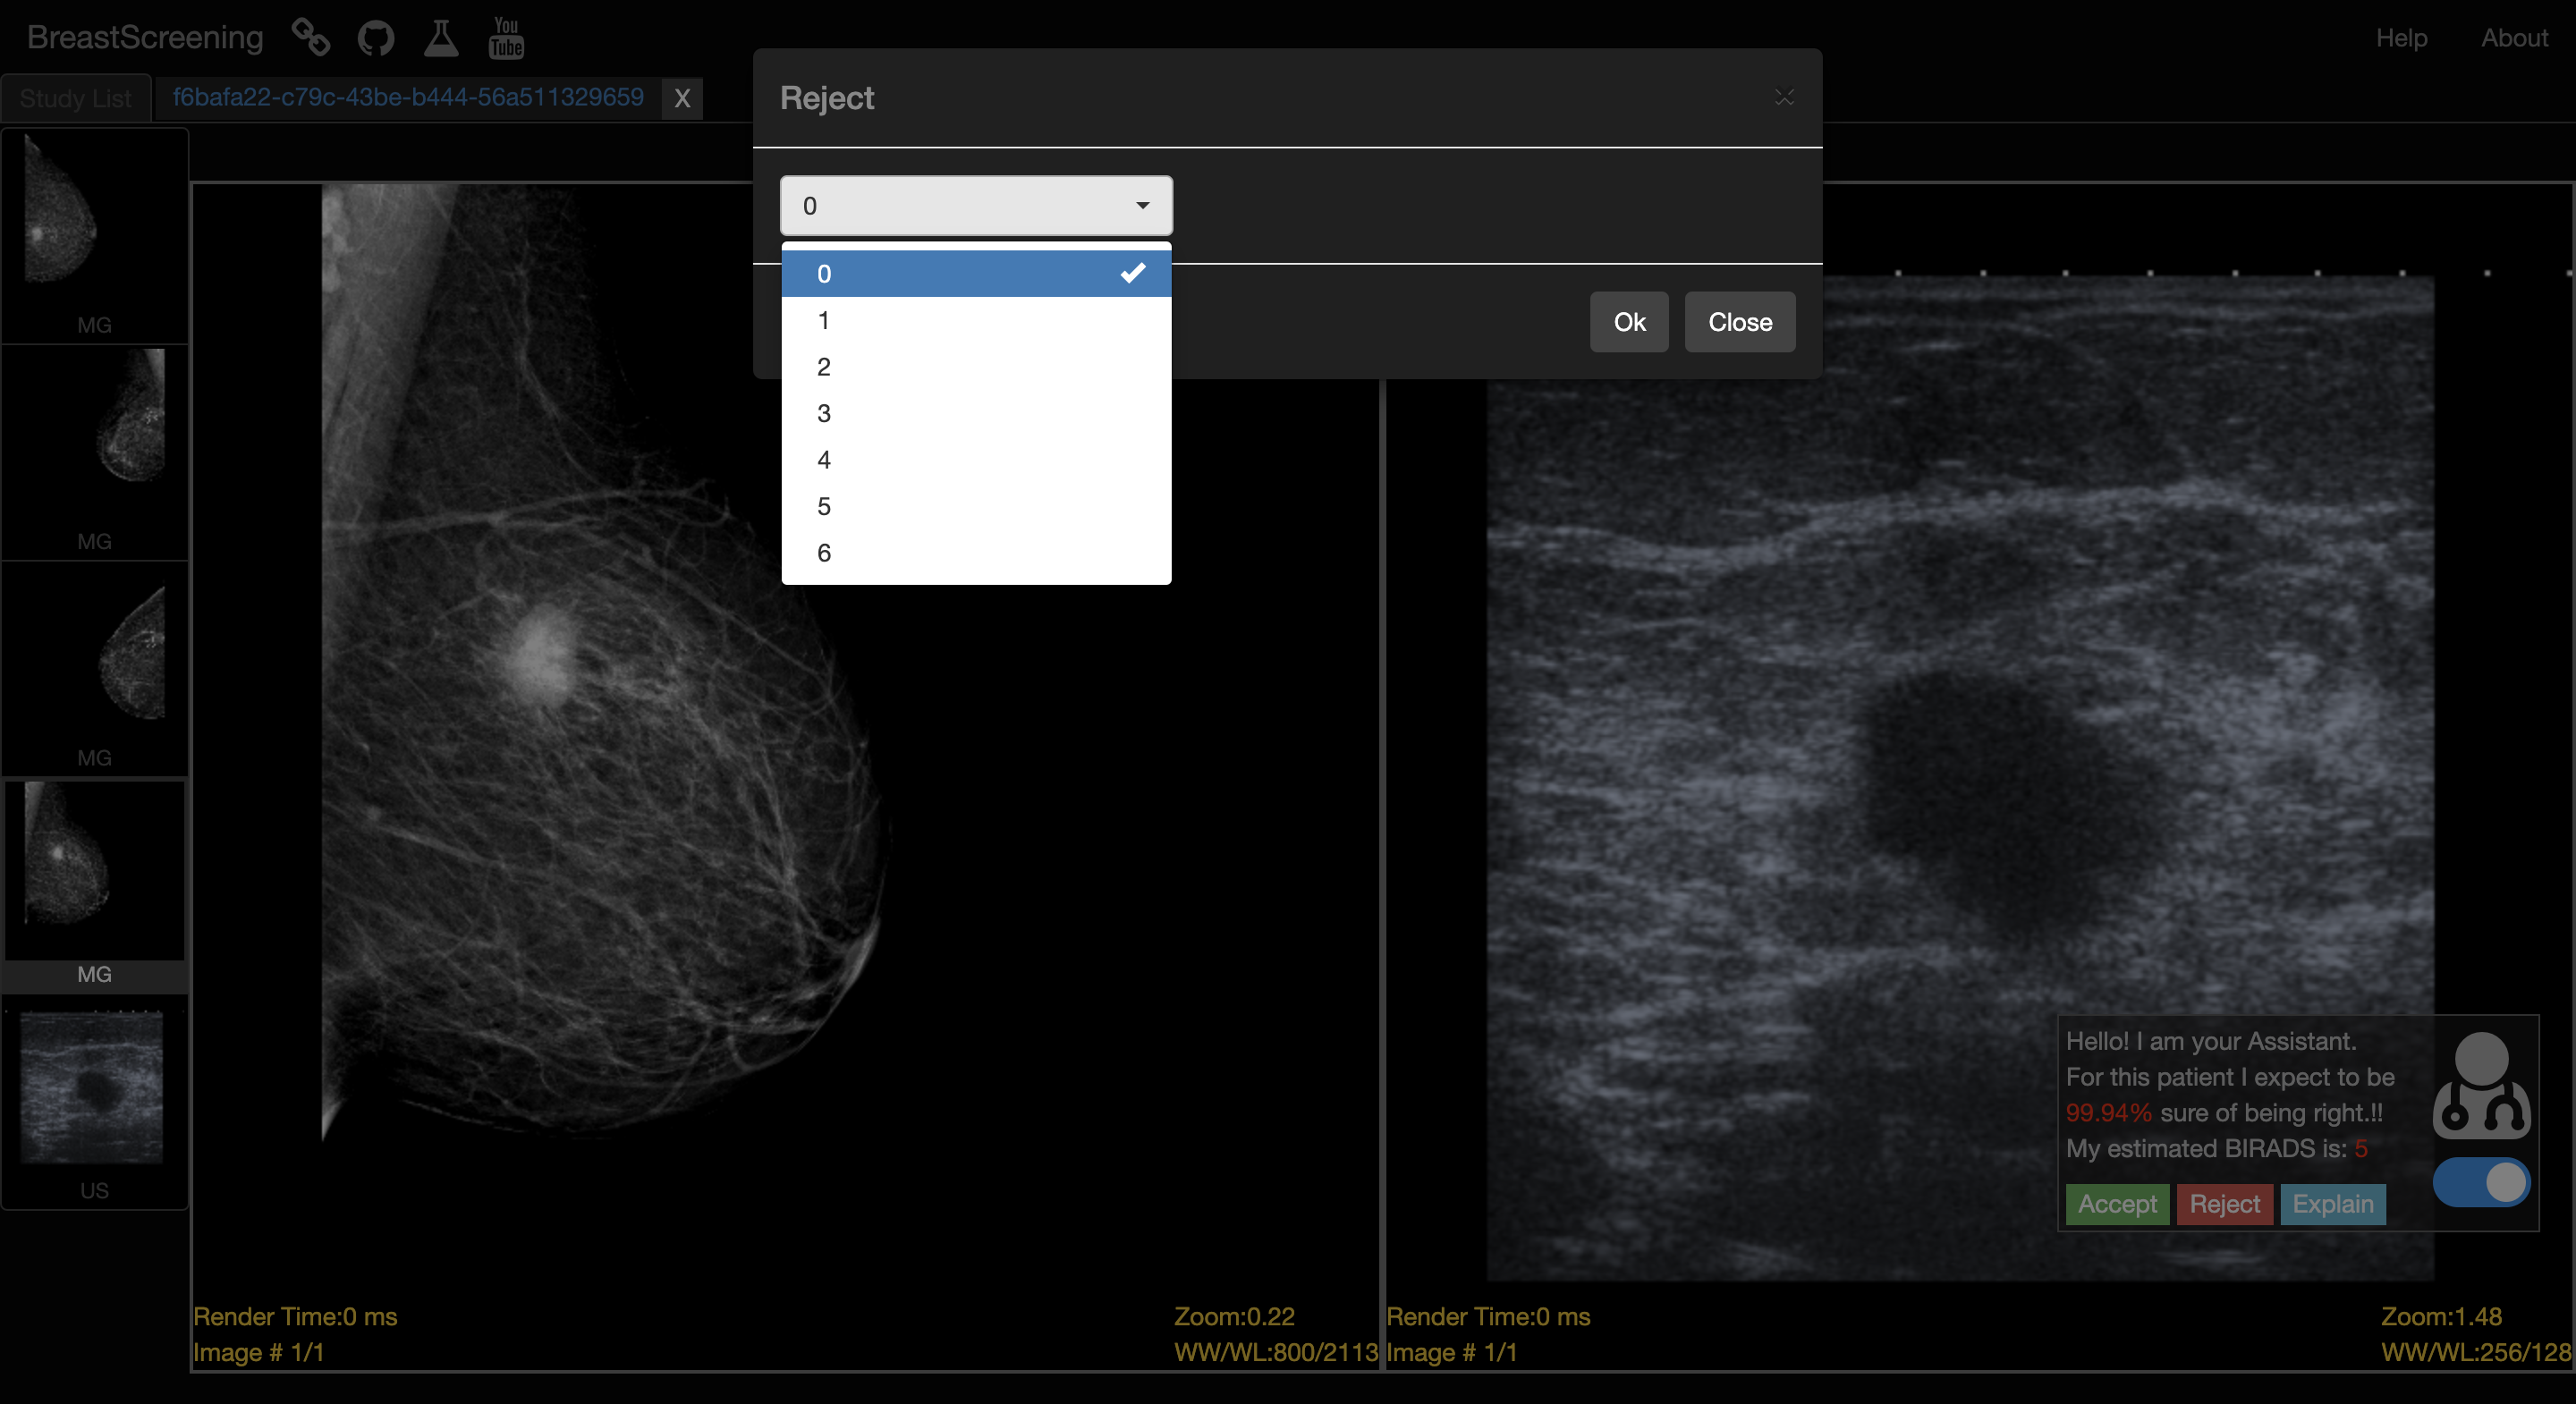 BreastScreening
You
Tube
Help
About
Study List
f6bafa22-c79c-43be-b444-56a511329659
X
Reject
×
0
0
1
2
3
4
5
6
Ok
Close
MG
MG
MG
MG
US
Hello! I am your Assistant.
For this patient I expect to be
99.94% sure of being right.!!
My estimated BIRADS is: 5
Accept
Reject
Explain
Render Time:0 ms
Image # 1/1
Zoom:0.22
WW/WL:800/2113
Render Time:0 ms
Image # 1/1
Zoom:1.48
WW/WL:256/128